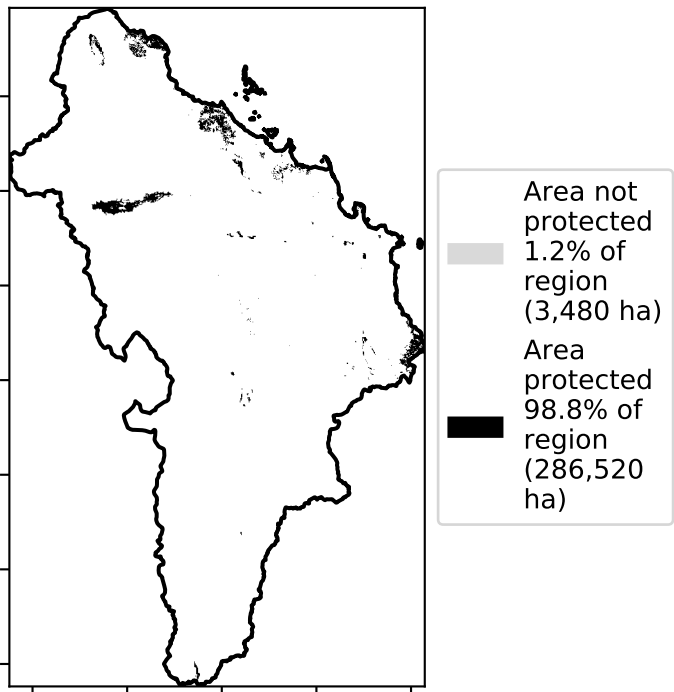 Area not
protected
1.2% of
region
(3,480 ha)
Area
protected
98.8% of
region
(286,520
ha)